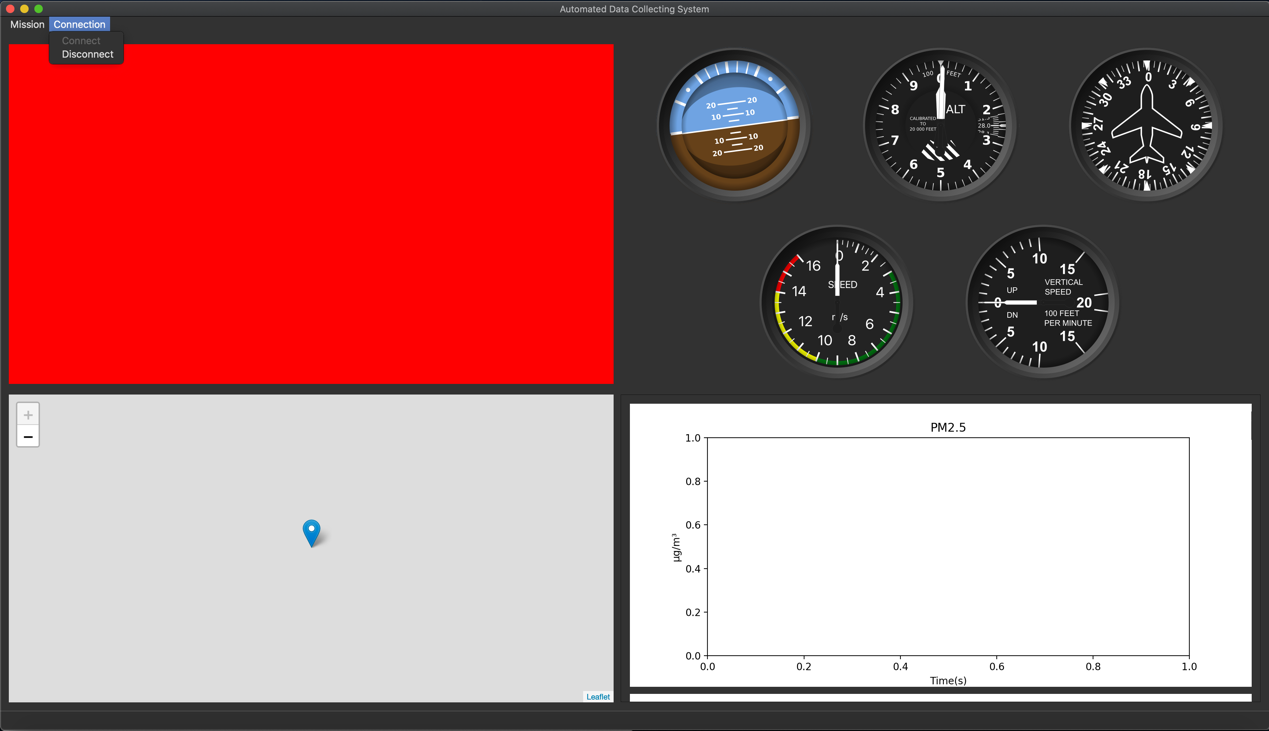 Automated Data Collecting System
Mission Connection
Connect
Disconnect
20 20
10 10
10 10
20 20
100 FEET
0 1 2 3 4 5 6 7 8 9
ALT
CALIBRATED
TO
20 000 FEET
28.0
0 3 6 9 12 15 18 21 24 27 30 33
0 2 4 6 8 10 12 14 16
SPEED
/s
10
5 15
UP VERTICAL
SPEED
0 20
DN 100 FEET
PER MINUTE
5 15
10
+
−
Leaflet
PM2.5
1.0
0.8
0.6
0.4
0.2
0.0
µg/m³
0.0 0.2 0.4 0.6 0.8 1.0
Time(s)